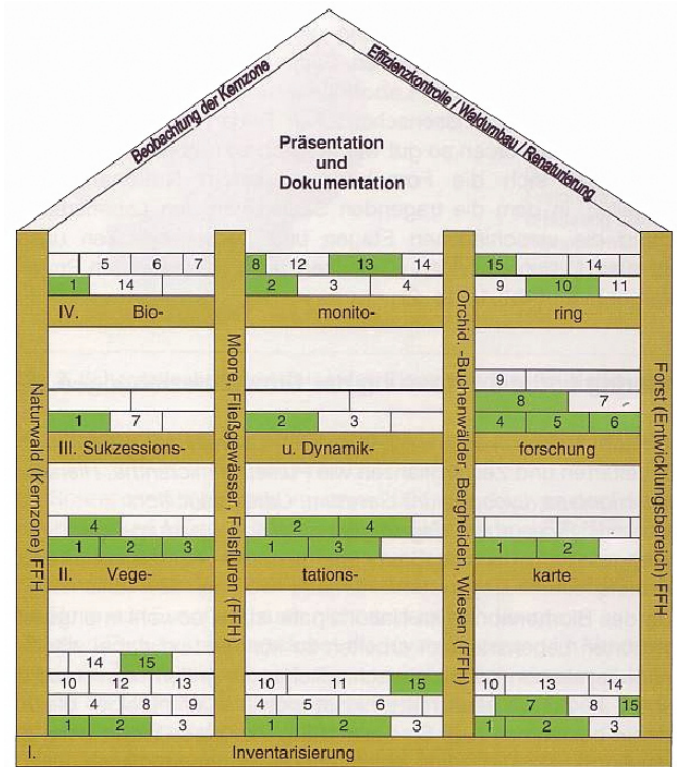 Beobachtung der Kernzone
Effizienzkontrolle / Waldumbau / Renaturierung
Präsentation
und
Dokumentation
Naturwald (Kernzone) FFH
Moore, Fließgewässer, Felsfluren (FFH)
Orchid. -Buchenwälder, Bergheiden, Wiesen (FFH)
Forst (Entwicklungsbereich) FFH
5 6 7 8 12 13 14 15 14
1 14 2 3 4 9 10 11
IV. Bio- monito- ring
9
8 7
1 7 2 3 4 5 6
III. Sukzessions- u. Dynamik- forschung
4 2 4
1 2 3 1 3 1 2
II. Vege- tations- karte
14 15
10 12 13 10 11 15 10 13 14
4 8 9 4 5 6 7 8 15
1 2 3 1 2 3 1 2 3
I. Inventarisierung